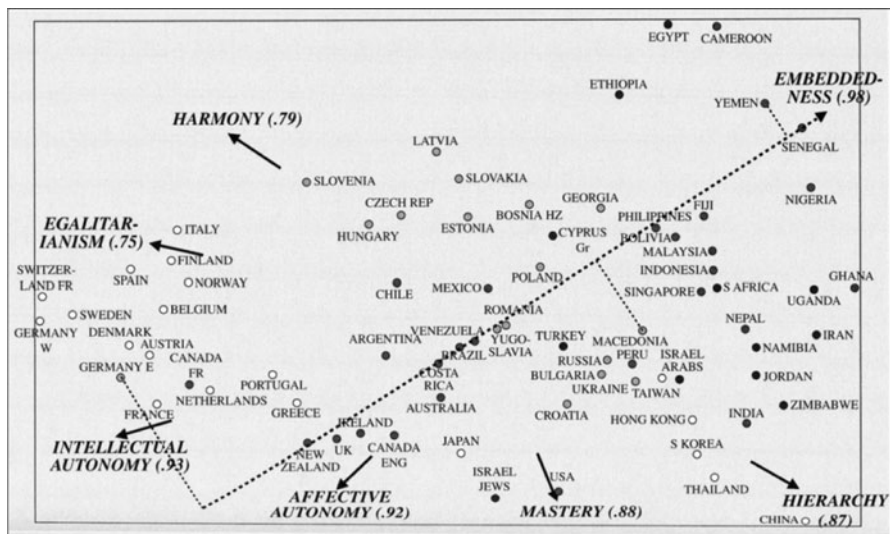 EGYPT
CAMEROON
ETHIOPIA
EMBEDDED-
NESS (.98)
YEMEN
HARMONY (.79)
SENEGAL
LATVIA
SLOVENIA
SLOVAKIA
NIGERIA
CZECH REP
BOSNIA HZ
GEORGIA
FIJI
EGALITAR-
IANISM (.75)
ITALY
HUNGARY
ESTONIA
CYPRUS
Gr
PHILIPPINES
BOLIVIA
MALAYSIA
FINLAND
SWITZER-
LAND FR
SPAIN
NORWAY
POLAND
INDONESIA
CHILE
MEXICO
SINGAPORE
S AFRICA
UGANDA
GHANA
SWEDEN
BELGIUM
ROMANIA
GERMANY
W
DENMARK
VENEZUELA
YUGO-
SLAVIA
TURKEY
MACEDONIA
NEPAL
IRAN
AUSTRIA
ARGENTINA
BRAZIL
NAMIBIA
GERMANY E
CANADA
FR
COSTA
RICA
RUSSIA
PERU
ISRAEL
ARABS
BULGARIA
JORDAN
PORTUGAL
UKRAINE
TAIWAN
NETHERLANDS
FRANCE
GREECE
AUSTRALIA
CROATIA
ZIMBABWE
HONG KONG
INDIA
IRELAND
INTELLECTUAL
AUTONOMY (.93)
UK
NEW
ZEALAND
CANADA
ENG
JAPAN
S KOREA
ISRAEL
JEWS
USA
THAILAND
AFFECTIVE
AUTONOMY (.92)
MASTERY (.88)
HIERARCHY
(.87)
CHINA